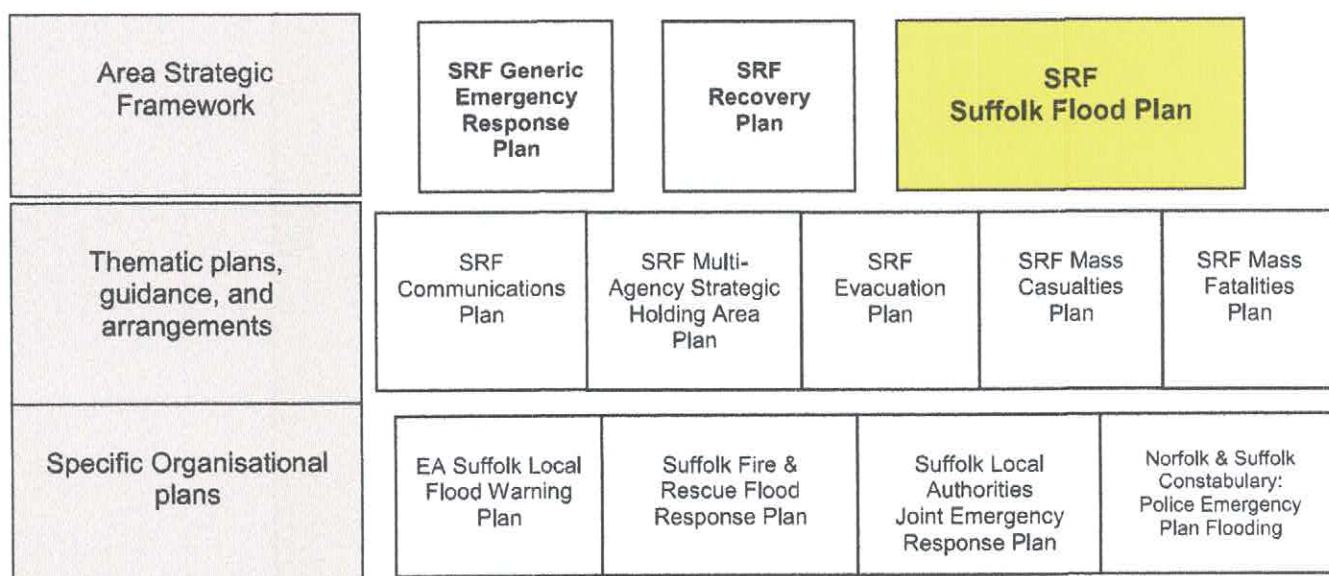 Area Strategic
Framework
SRF Generic
Emergency
Response
Plan
SRF
Recovery
Plan
SRF
Suffolk Flood Plan
Thematic plans,
guidance, and
arrangements
SRF
Communications
Plan
SRF Multi-
Agency Strategic
Holding Area
Plan
SRF
Evacuation
Plan
SRF Mass
Casualties
Plan
SRF Mass
Fatalities
Plan
Specific Organisational
plans
EA Suffolk Local
Flood Warning
Plan
Suffolk Fire &
Rescue Flood
Response Plan
Suffolk Local
Authorities
Joint Emergency
Response Plan
Norfolk & Suffolk
Constabulary:
Police Emergency
Plan Flooding